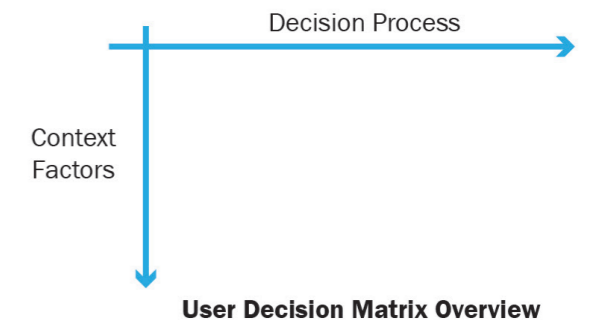 Decision Process
Context
Factors
User Decision Matrix Overview